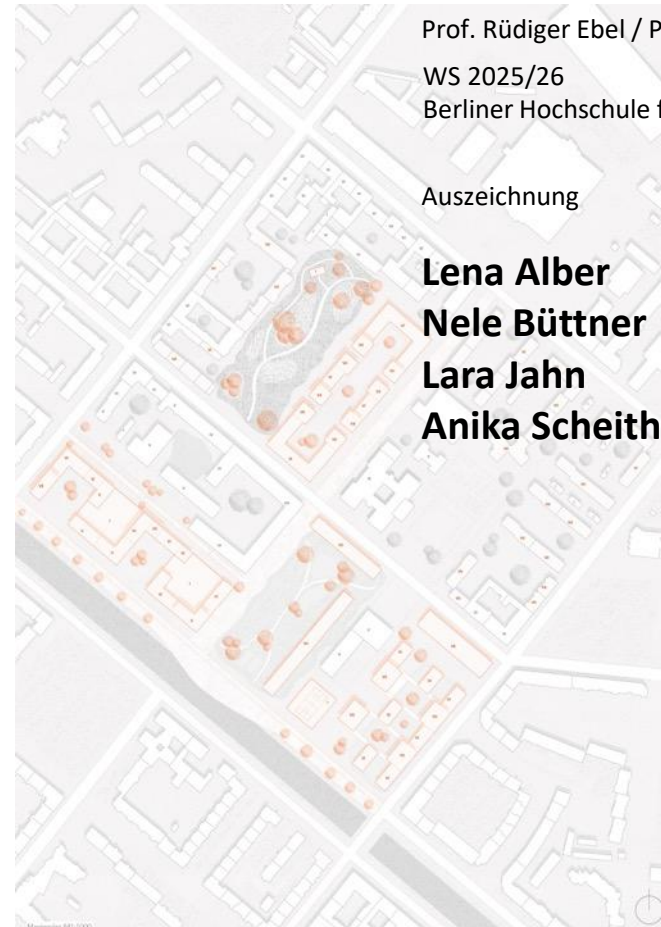 Prof. Rüdiger Ebel / P
WS 2025/26
Berliner Hochschule f
Auszeichnung
Lena Alber
Nele Büttner
Lara Jahn
Anika Scheith